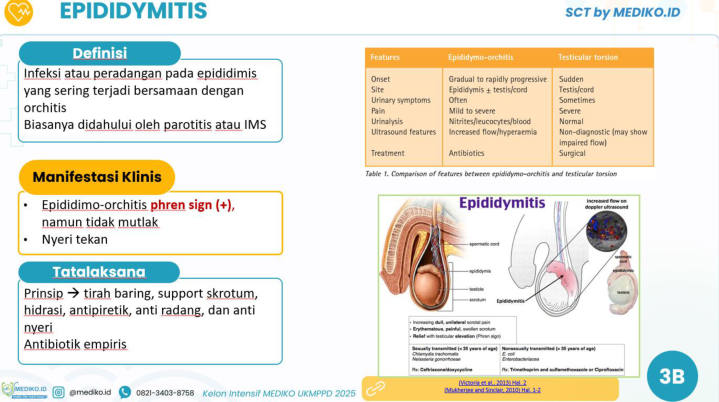 EPIDIDYMITIS
SCT by MEDIKO.ID
Definisi
Infeksi atau peradangan pada epididimis
yang sering terjadi bersamaan dengan
orchitis
Biasanya didahului oleh parotitis atau IMS
Manifestasi Klinis
• Epididimo-orchitis phren sign (+),
namun tidak mutlak
• Nyeri tekan
Tatalaksana
Prinsip → tirah baring, support skrotum,
hidrasi, antipiretik, anti radang, dan anti
nyeri
Antibiotik empiris
Features Epididymo-orchitis Testicular torsion
Onset Gradual to rapidly progressive Sudden
Site Epididymis ± testis/cord Testis/cord
Urinary symptoms Often Sometimes
Pain Mild to severe Severe
Urinalysis Nitrites/leucocytes/blood Normal
Ultrasound features Increased flow/hyperaemia Non-diagnostic (may show
impaired flow)
Treatment Antibiotics Surgical
Table 1. Comparison of features between epididymo-orchitis and testicular torsion
Epididymitis
Increased flow on
doppler ultrasound
spermatic cord
epididymis
testicle
scrotum
Epididymitis
spermatic
cord
epididymis
testicle
• Increasing dull, unilateral scrotal pain
• Erythematous, painful, swollen scrotum
• Relief with testicular elevation (Phren sign)
Sexually transmitted (< 35 years of age)
Chlamydia trachomatis
Neisseria gonorrhoeae
Rx: Ceftriaxone/doxycycline
Nonsexually transmitted (> 35 years of age)
E. coli
Enterobacteriacea
Rx: Trimethoprim and sulfamethoxazole or Ciprofloxacin
(Victoria et al., 2013) Hal. 2
(Mukherjee and Sinclair, 2010) Hal. 1-2
3B
MEDIKO.ID
@mediko.id
0821-3403-8758
Kelon Intensif MEDIKO UKMPPD 2025